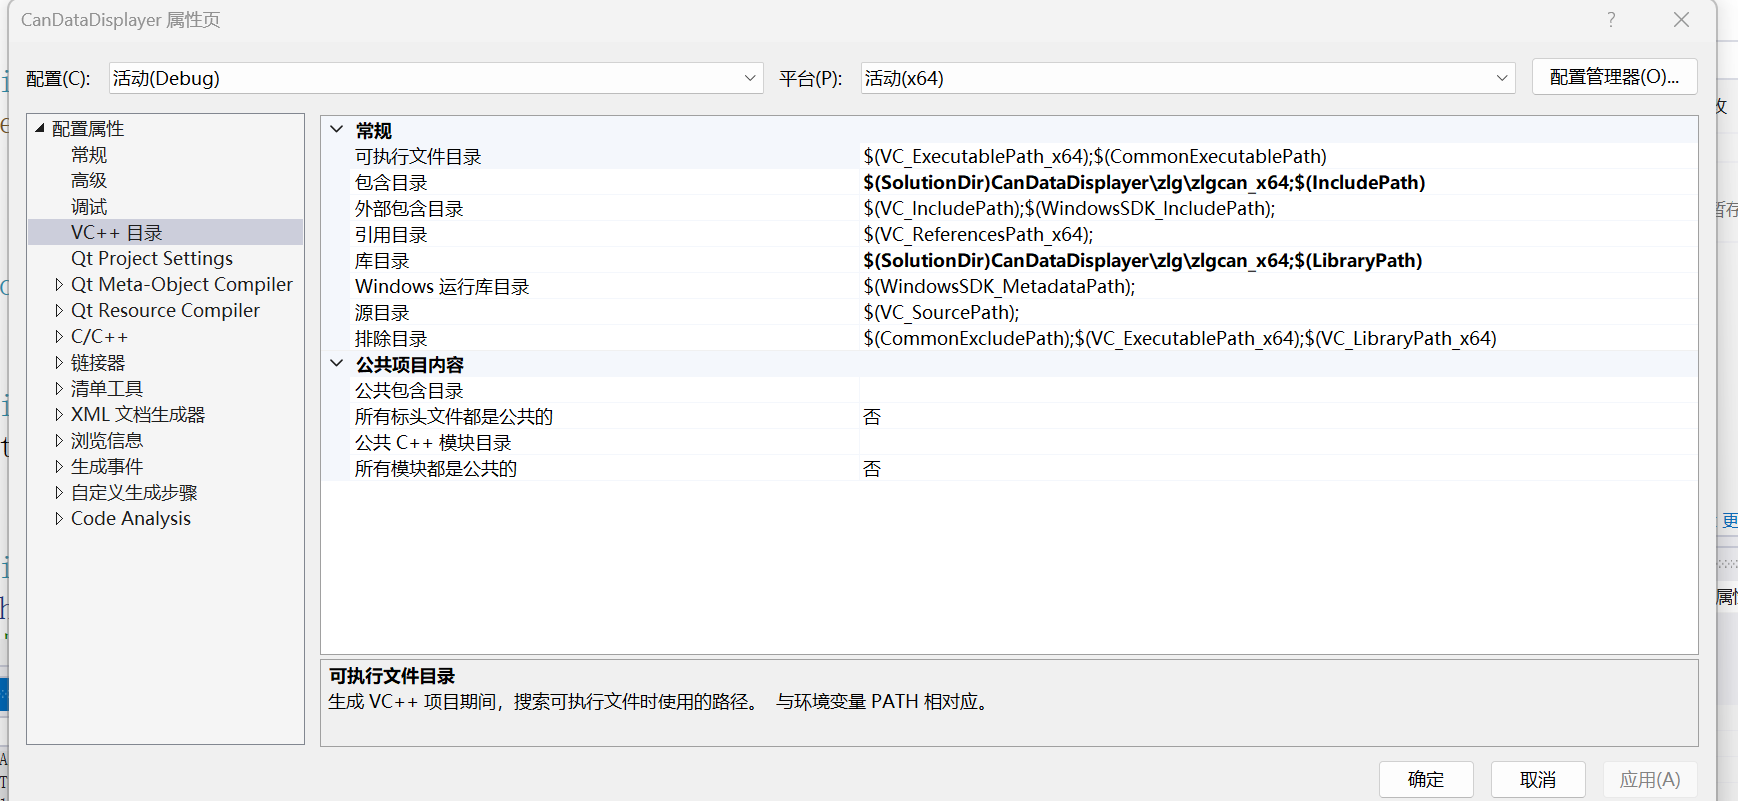 CanDataDisplayer 属性页
?
配置(C):
活动(Debug)
平台(P):
活动(x64)
配置管理器(O)...
配置属性
常规
高级
调试
VC++ 目录
Qt Project Settings
Qt Meta-Object Compiler
Qt Resource Compiler
C/C++
链接器
清单工具
XML 文档生成器
浏览信息
生成事件
自定义生成步骤
Code Analysis
常规
可执行文件目录 $(VC_ExecutablePath_x64);$(CommonExecutablePath)
包含目录 $(SolutionDir)CanDataDisplayer\zlg\zlgcan_x64;$(IncludePath)
外部包含目录 $(VC_IncludePath);$(WindowsSDK_IncludePath);
引用目录 $(VC_ReferencesPath_x64);
库目录 $(SolutionDir)CanDataDisplayer\zlg\zlgcan_x64;$(LibraryPath)
Windows 运行库目录 $(WindowsSDK_MetadataPath);
源目录 $(VC_SourcePath);
排除目录 $(CommonExcludePath);$(VC_ExecutablePath_x64);$(VC_LibraryPath_x64)
公共项目内容
公共包含目录
所有标头文件都是公共的 否
公共 C++ 模块目录
所有模块都是公共的 否
可执行文件目录
生成 VC++ 项目期间，搜索可执行文件时使用的路径。 与环境变量 PATH 相对应。
确定
取消
应用(A)